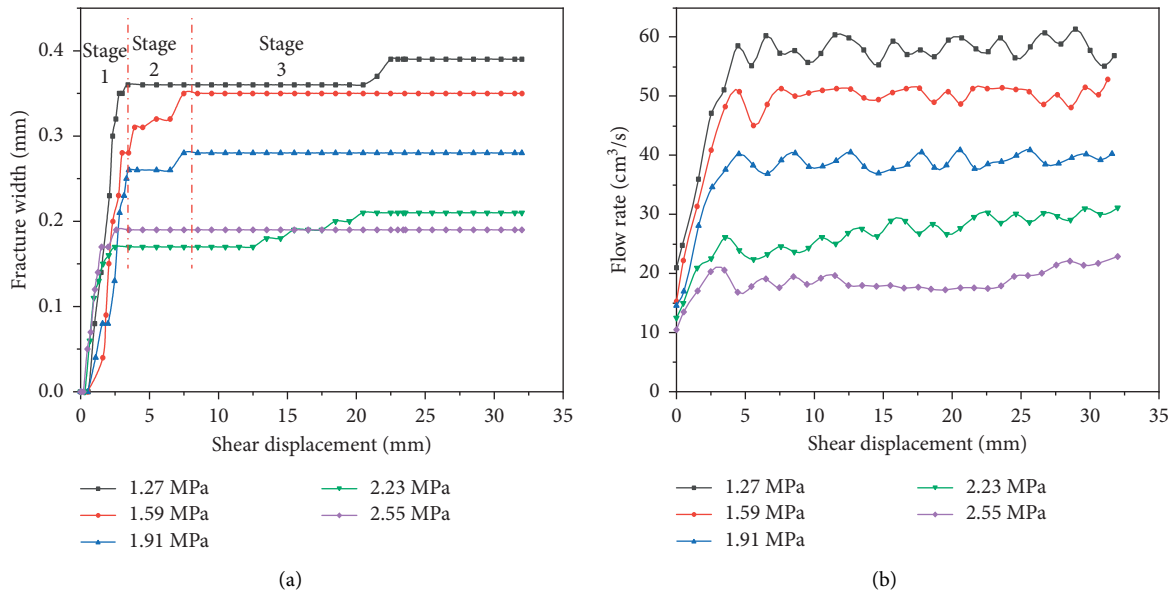 Stage
1
Stage
2
Stage
3
0.4
0.3
0.2
0.1
0.0
0
5
10
15
20
25
30
35
Fracture width (mm)
Shear displacement (mm)
1.27 MPa
1.59 MPa
1.91 MPa
2.23 MPa
2.55 MPa
(a)
60
50
40
30
20
10
0
0
5
10
15
20
25
30
35
Flow rate (cm³/s)
Shear displacement (mm)
1.27 MPa
1.59 MPa
1.91 MPa
2.23 MPa
2.55 MPa
(b)